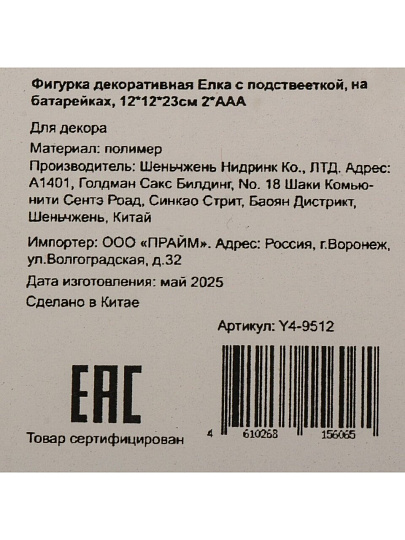 Фигурка декоративная Елка с подствееткой, на
батарейках, 12*12*23см 2*ААА
Для декора
Материал: полимер
Производитель: Шеньчжень Нидринк Ко., ЛТД. Адрес:
А1401, Голдман Сакс Билдинг, No. 18 Шаки Комью-
нити Сентэ Роад, Синкао Стрит, Баоян Дистрикт,
Шеньчжень, Китай
Импортер: ООО «ПРАЙМ». Адрес: Россия, г.Воронеж,
ул.Волгоградская, д.32
Дата изготовления: май 2025
Сделано в Китае
Артикул: Y4-9512
ЕАС
Товар сертифицирован
4 610268 156065